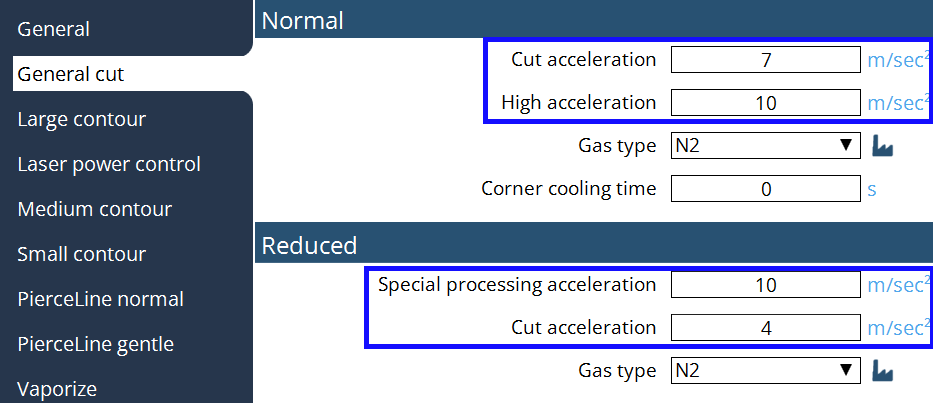 General
General cut
Large contour
Laser power control
Medium contour
Small contour
PierceLine normal
PierceLine gentle
Vaporize
Normal
Cut acceleration 7 m/sec²
High acceleration 10 m/sec²
Gas type N2
Corner cooling time 0 s
Reduced
Special processing acceleration 10 m/sec²
Cut acceleration 4 m/sec²
Gas type N2